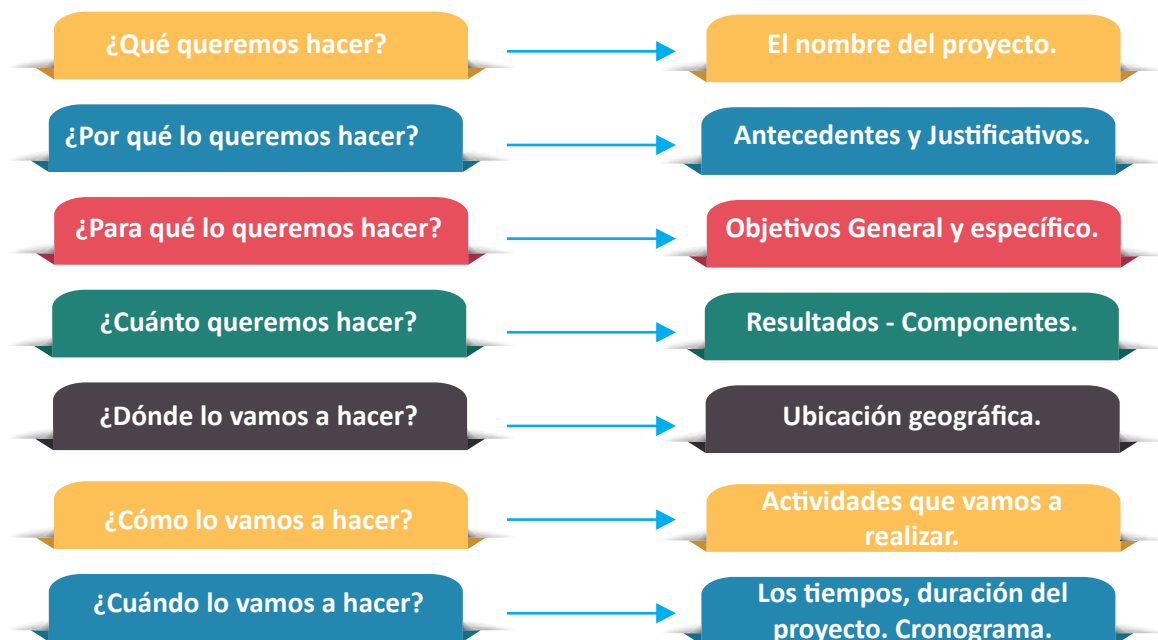 ¿Qué queremos hacer?
El nombre del proyecto.
¿Por qué lo queremos hacer?
Antecedentes y Justificativos.
¿Para qué lo queremos hacer?
Objetivos General y específico.
¿Cuánto queremos hacer?
Resultados - Componentes.
¿Dónde lo vamos a hacer?
Ubicación geográfica.
¿Cómo lo vamos a hacer?
Actividades que vamos a
realizar.
¿Cuándo lo vamos a hacer?
Los tiempos, duración del
proyecto. Cronograma.